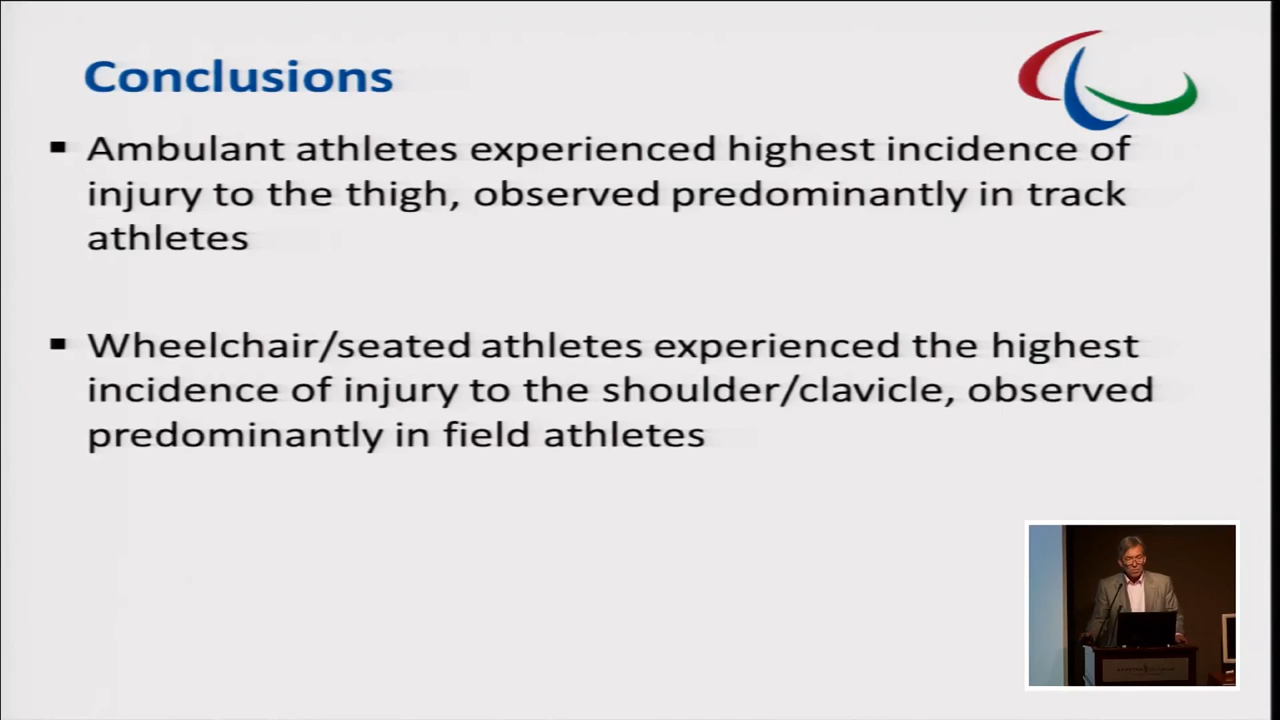 Conclusions
▪ Ambulant athletes experienced highest incidence of
injury to the thigh, observed predominantly in track
athletes
▪ Wheelchair/seated athletes experienced the highest
incidence of injury to the shoulder/clavicle, observed
predominantly in field athletes